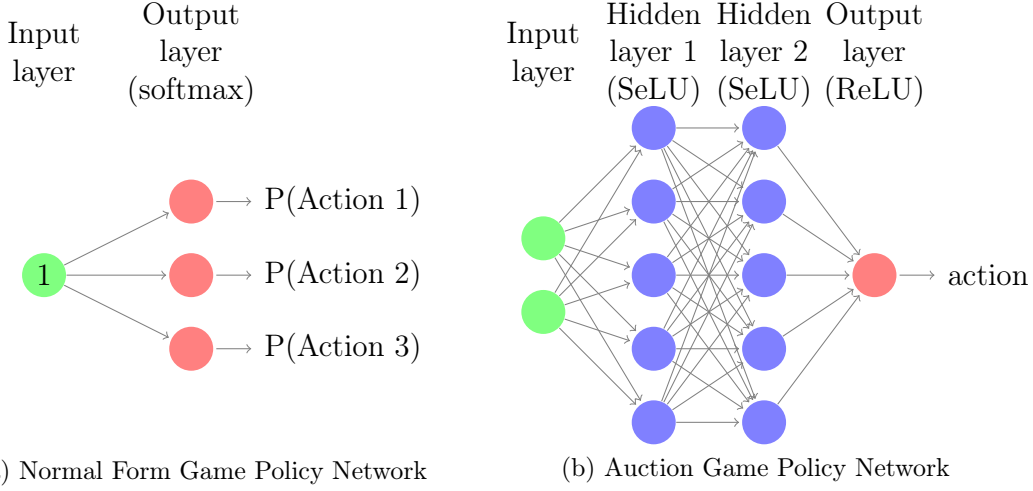 Input
layer
Output
layer
(softmax)
1
P(Action 1)
P(Action 2)
P(Action 3)
) Normal Form Game Policy Network
Input
layer
Hidden
layer 1
(SeLU)
Hidden
layer 2
(SeLU)
Output
layer
(ReLU)
action
(b) Auction Game Policy Network